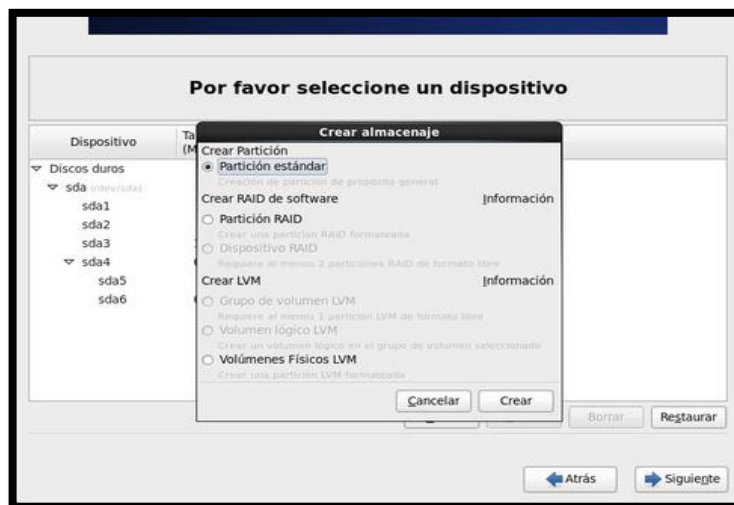 Por favor seleccione un dispositivo
Dispositivo
Ta
(M
Discos duros
sda (/dev/sda)
sda1
sda2
sda3
sda4
sda5
sda6
Crear almacenaje
Crear Partición
Partición estándar
Creación de partición de propósito general
Crear RAID de software Información
Partición RAID
Crear una partición RAID formateada
Dispositivo RAID
Requiere al menos 2 particiones RAID de formato libre
Crear LVM Información
Grupo de volumen LVM
Requiere al menos 1 partición LVM de formato libre
Volumen lógico LVM
Crear un volumen lógico en el grupo de volumen seleccionado
Volúmenes Físicos LVM
Crear una partición LVM formateada
Cancelar Crear
Borrar Restaurar
Atrás Siguiente